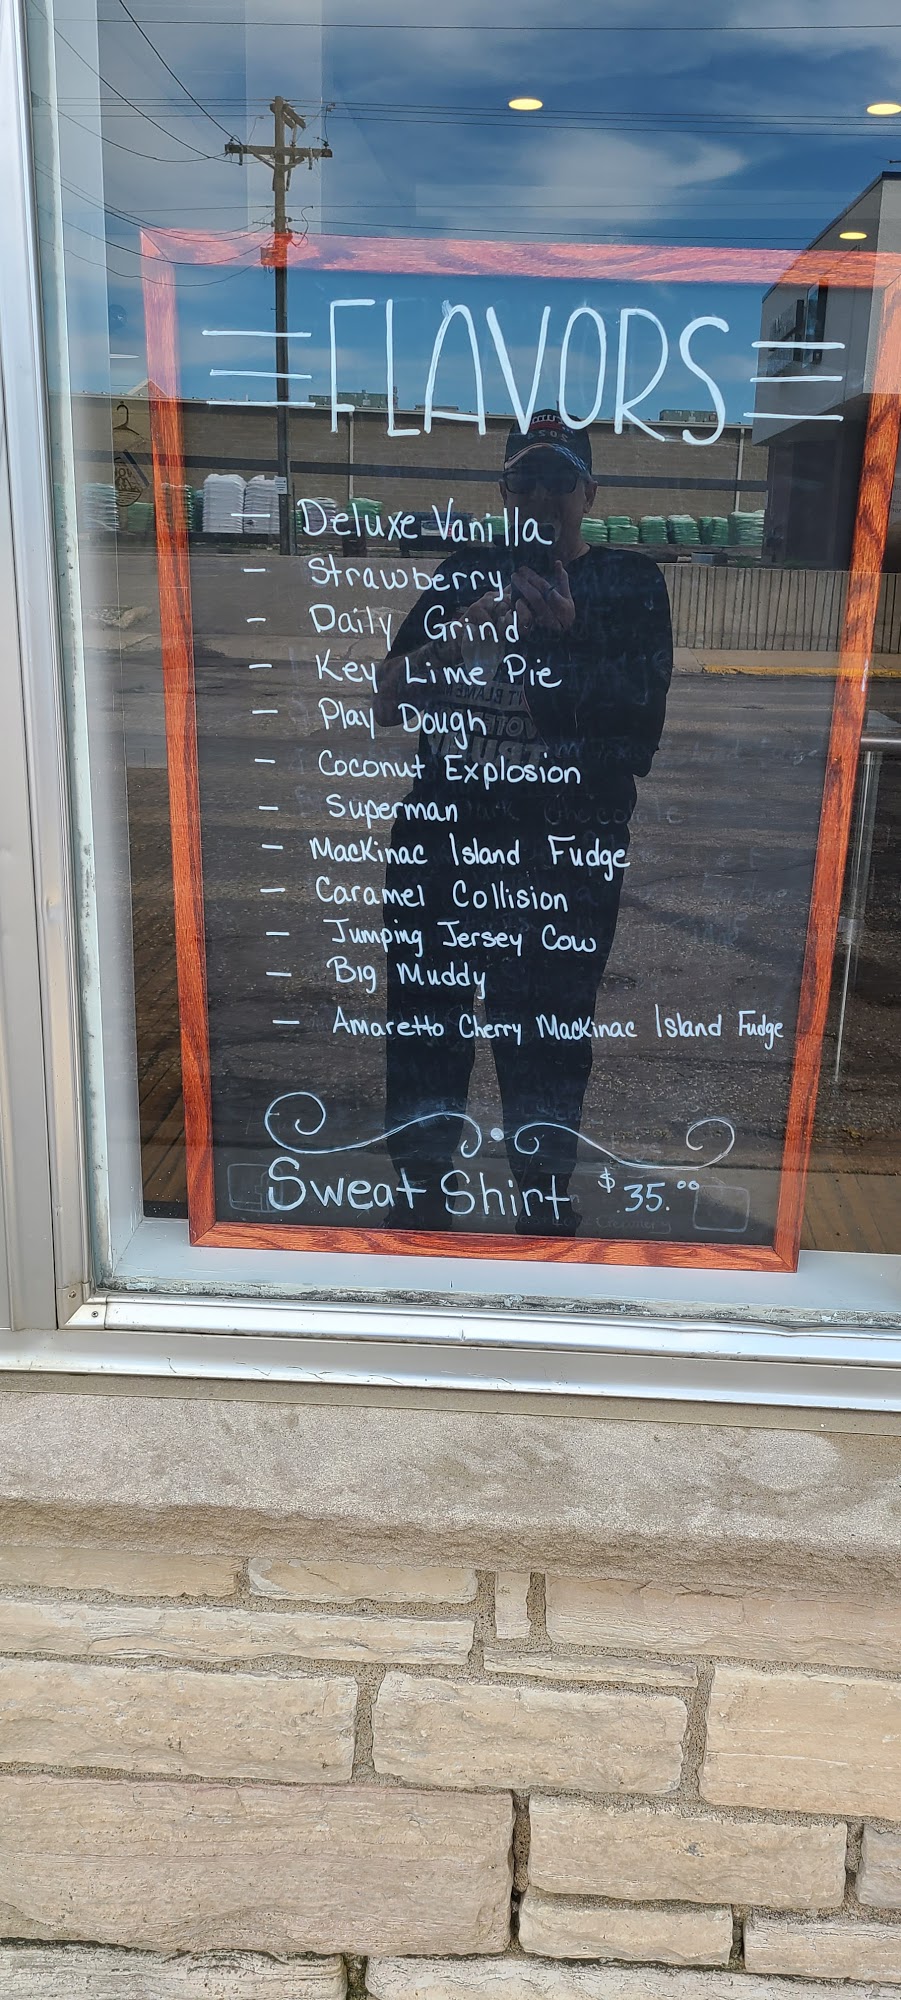 FLAVORS
- Deluxe Vanilla
- Strawberry
- Daily Grind
- Key Lime Pie
- Play Dough
- Coconut Explosion
- Superman
- Mackinac Island Fudge
- Caramel Collision
- Jumping Jersey Cow
- Big Muddy
- Amaretto Cherry Mackinac Island Fudge
Sweat Shirt $35.00